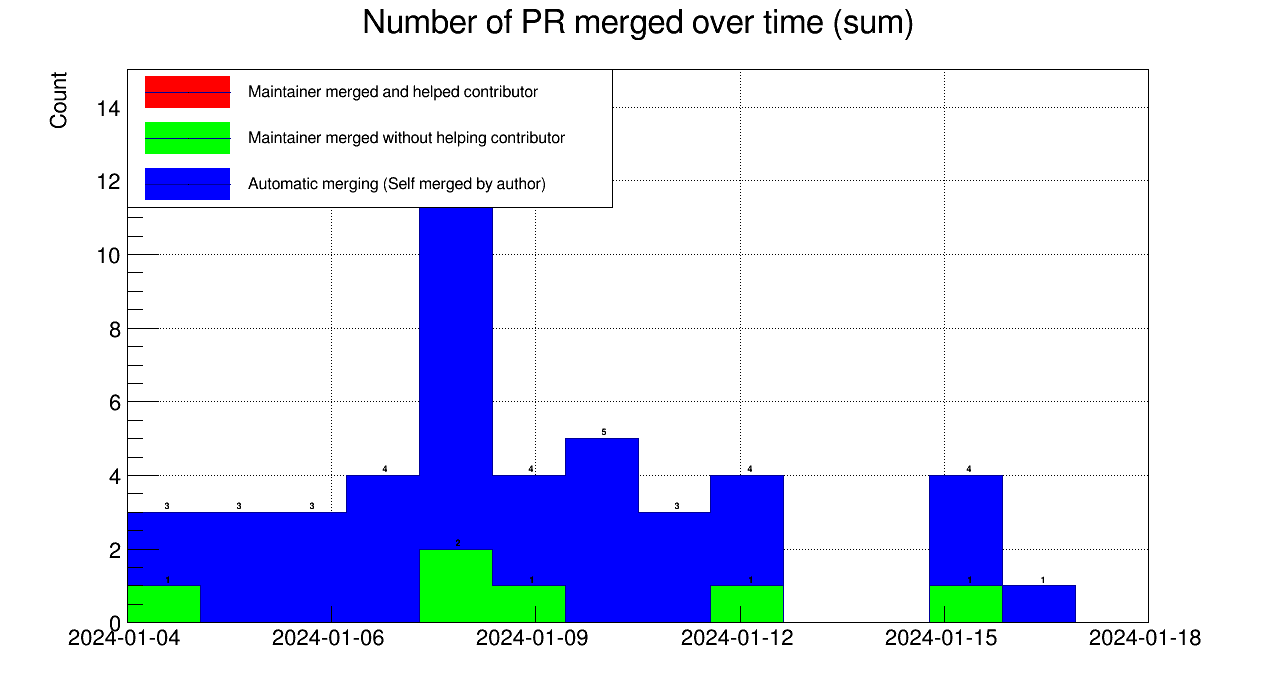 Number of PR merged over time (sum)
Count
Maintainer merged and helped contributor
Maintainer merged without helping contributor
Automatic merging (Self merged by author)
14
12
10
8
6
4
2
0
5
4 4 4 4
3 3 3 3
2
1 1 1 1 1
2024-01-04 2024-01-06 2024-01-09 2024-01-12 2024-01-15 2024-01-18